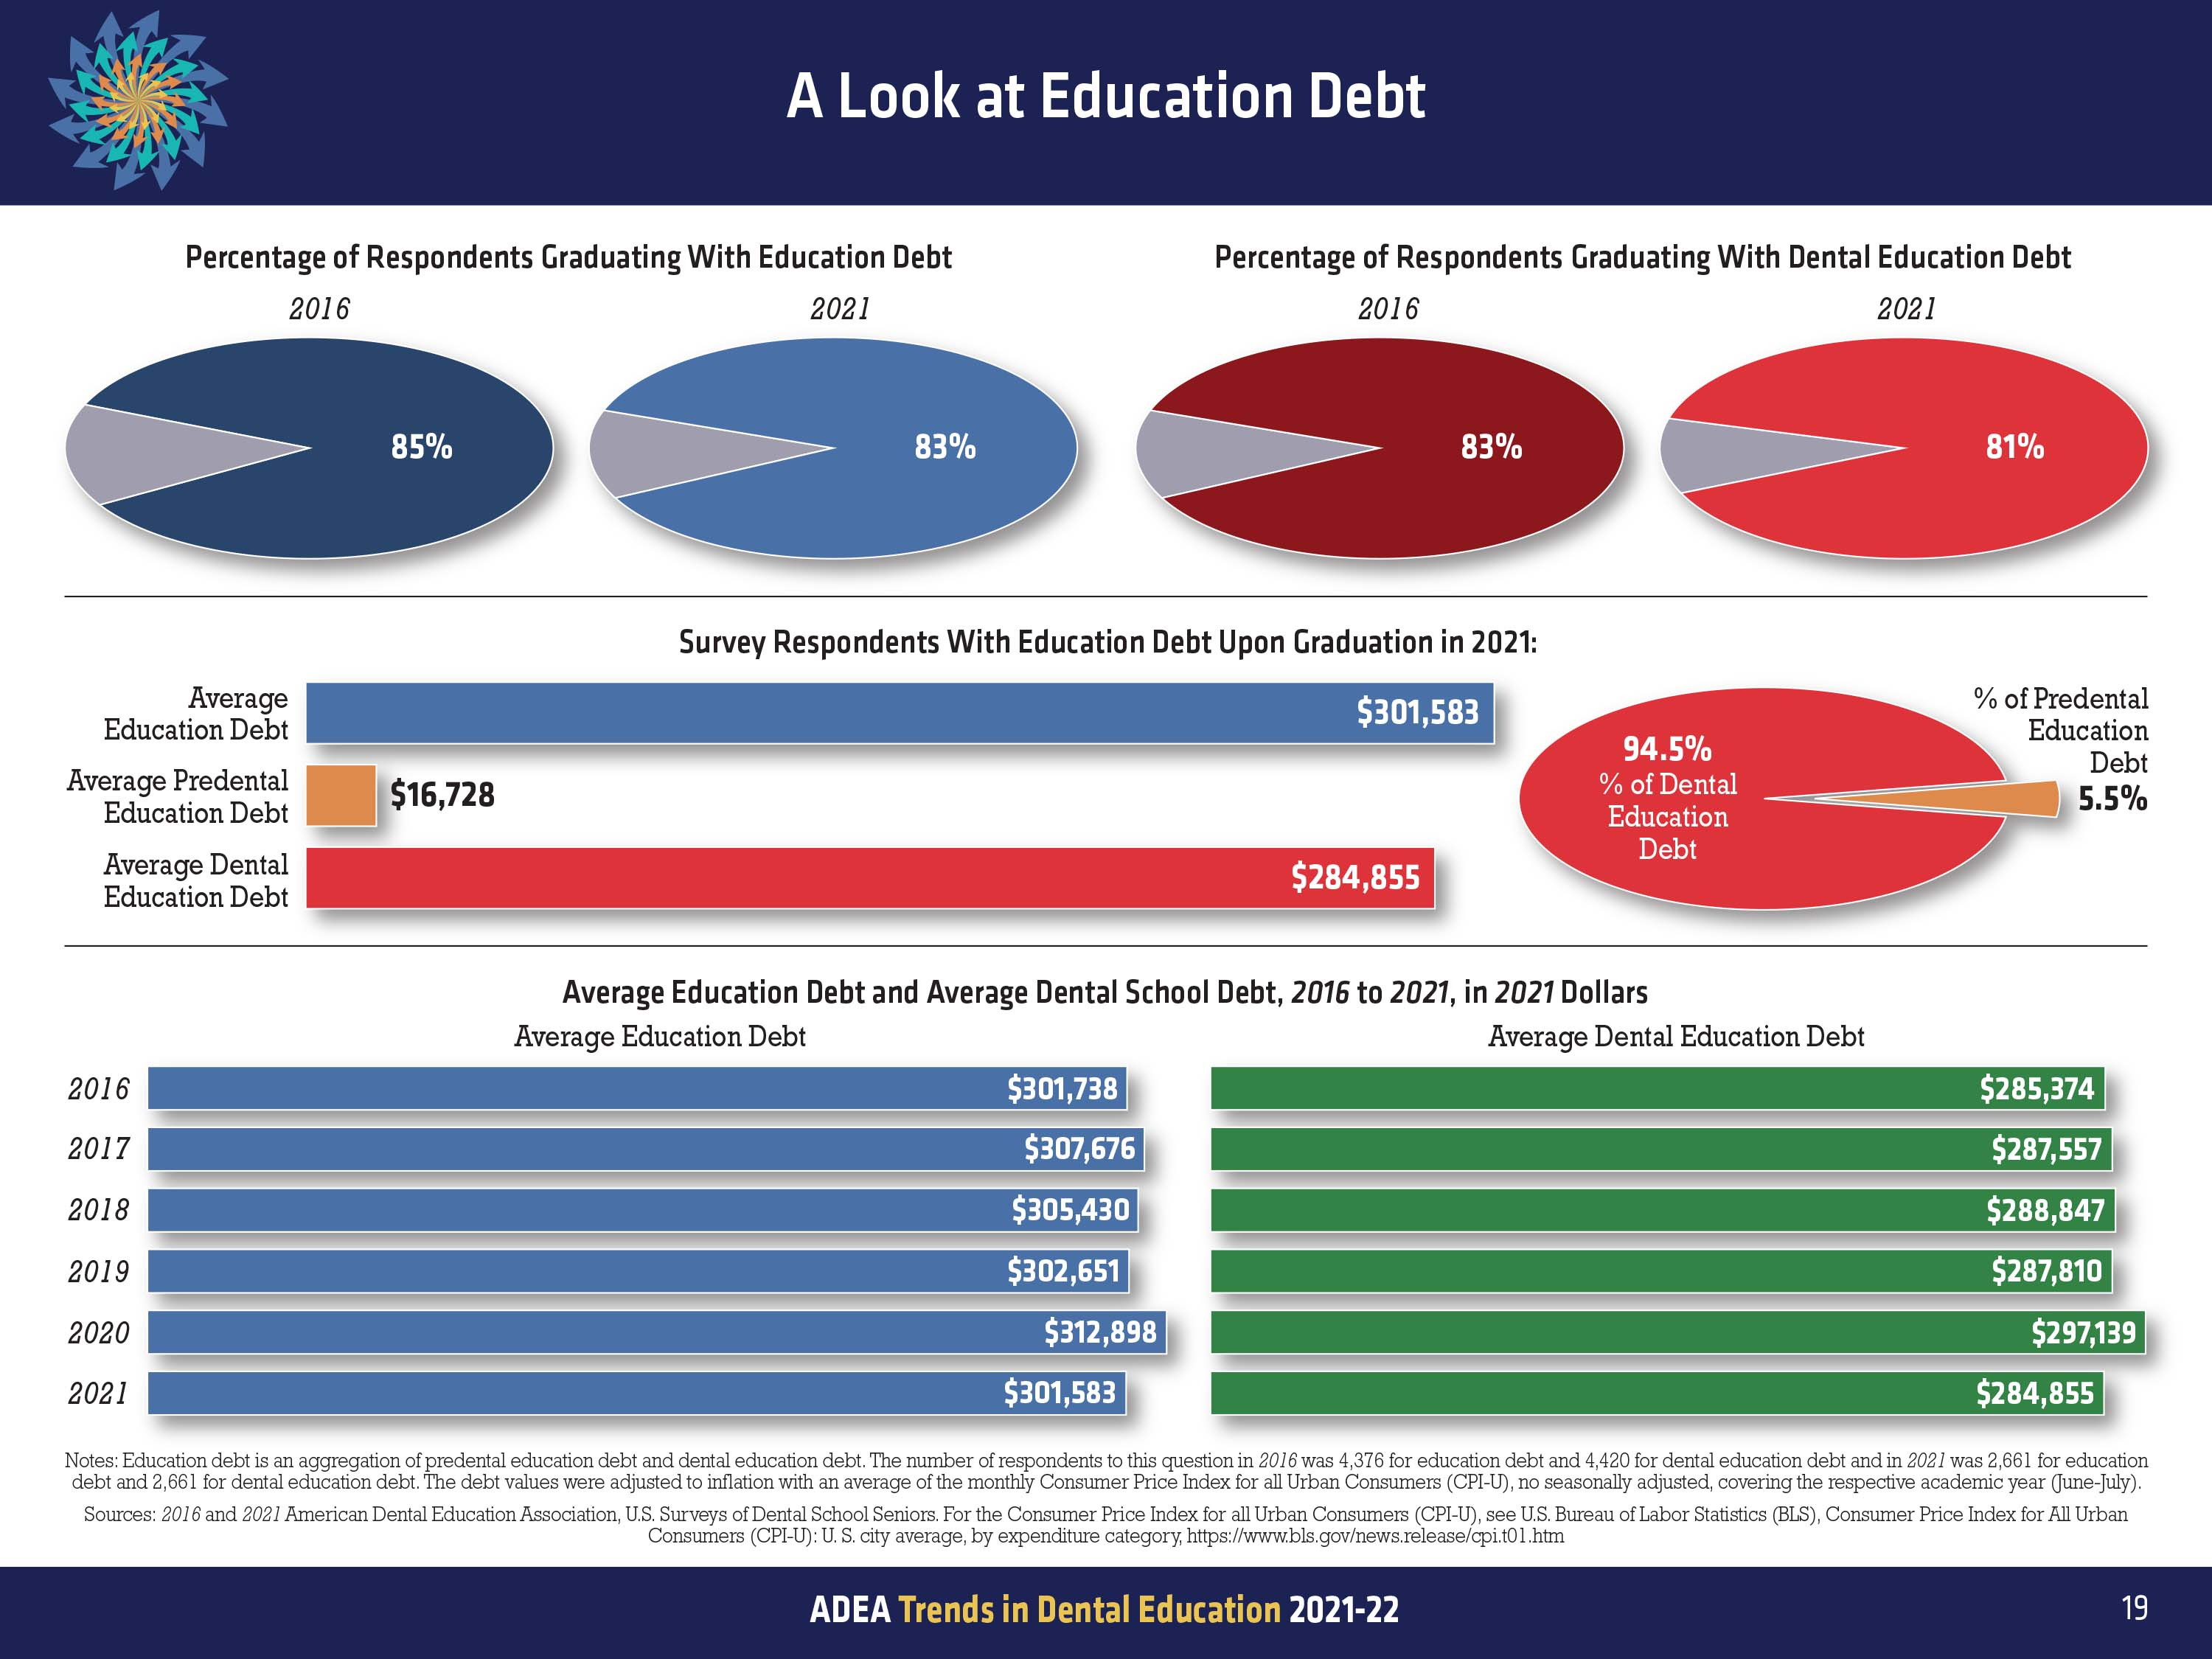 A Look at Education Debt
Percentage of Respondents Graduating With Education Debt
2016
2021
85%
83%
Percentage of Respondents Graduating With Dental Education Debt
2016
2021
83%
81%
Survey Respondents With Education Debt Upon Graduation in 2021:
Average
Education Debt
$301,583
Average Predental
Education Debt
$16,728
Average Dental
Education Debt
$284,855
94.5%
% of Dental
Education
Debt
% of Predental
Education
Debt
5.5%
Average Education Debt and Average Dental School Debt, 2016 to 2021, in 2021 Dollars
Average Education Debt
Average Dental Education Debt
2016 $301,738 $285,374
2017 $307,676 $287,557
2018 $305,430 $288,847
2019 $302,651 $287,810
2020 $312,898 $297,139
2021 $301,583 $284,855
Notes: Education debt is an aggregation of predental education debt and dental education debt. The number of respondents to this question in 2016 was 4,376 for education debt and 4,420 for dental education debt and in 2021 was 2,661 for education
debt and 2,661 for dental education debt. The debt values were adjusted to inflation with an average of the monthly Consumer Price Index for all Urban Consumers (CPI-U), no seasonally adjusted, covering the respective academic year (June-July).
Sources: 2016 and 2021 American Dental Education Association, U.S. Surveys of Dental School Seniors. For the Consumer Price Index for all Urban Consumers (CPI-U), see U.S. Bureau of Labor Statistics (BLS), Consumer Price Index for All Urban
Consumers (CPI-U): U. S. city average, by expenditure category, https://www.bls.gov/news.release/cpi.t01.htm
ADEA Trends in Dental Education 2021-22
19